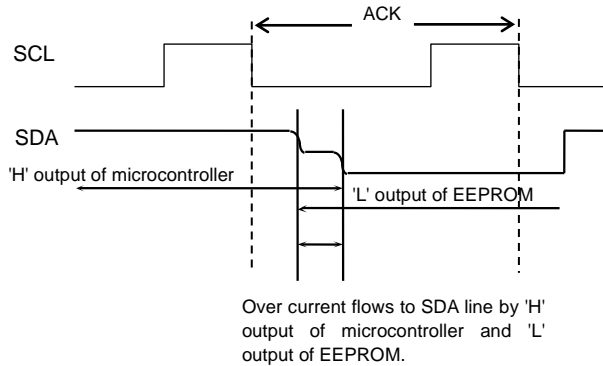 ACK
SCL
SDA
'H' output of microcontroller
'L' output of EEPROM
Over current flows to SDA line by 'H'
output of microcontroller and 'L'
output of EEPROM.